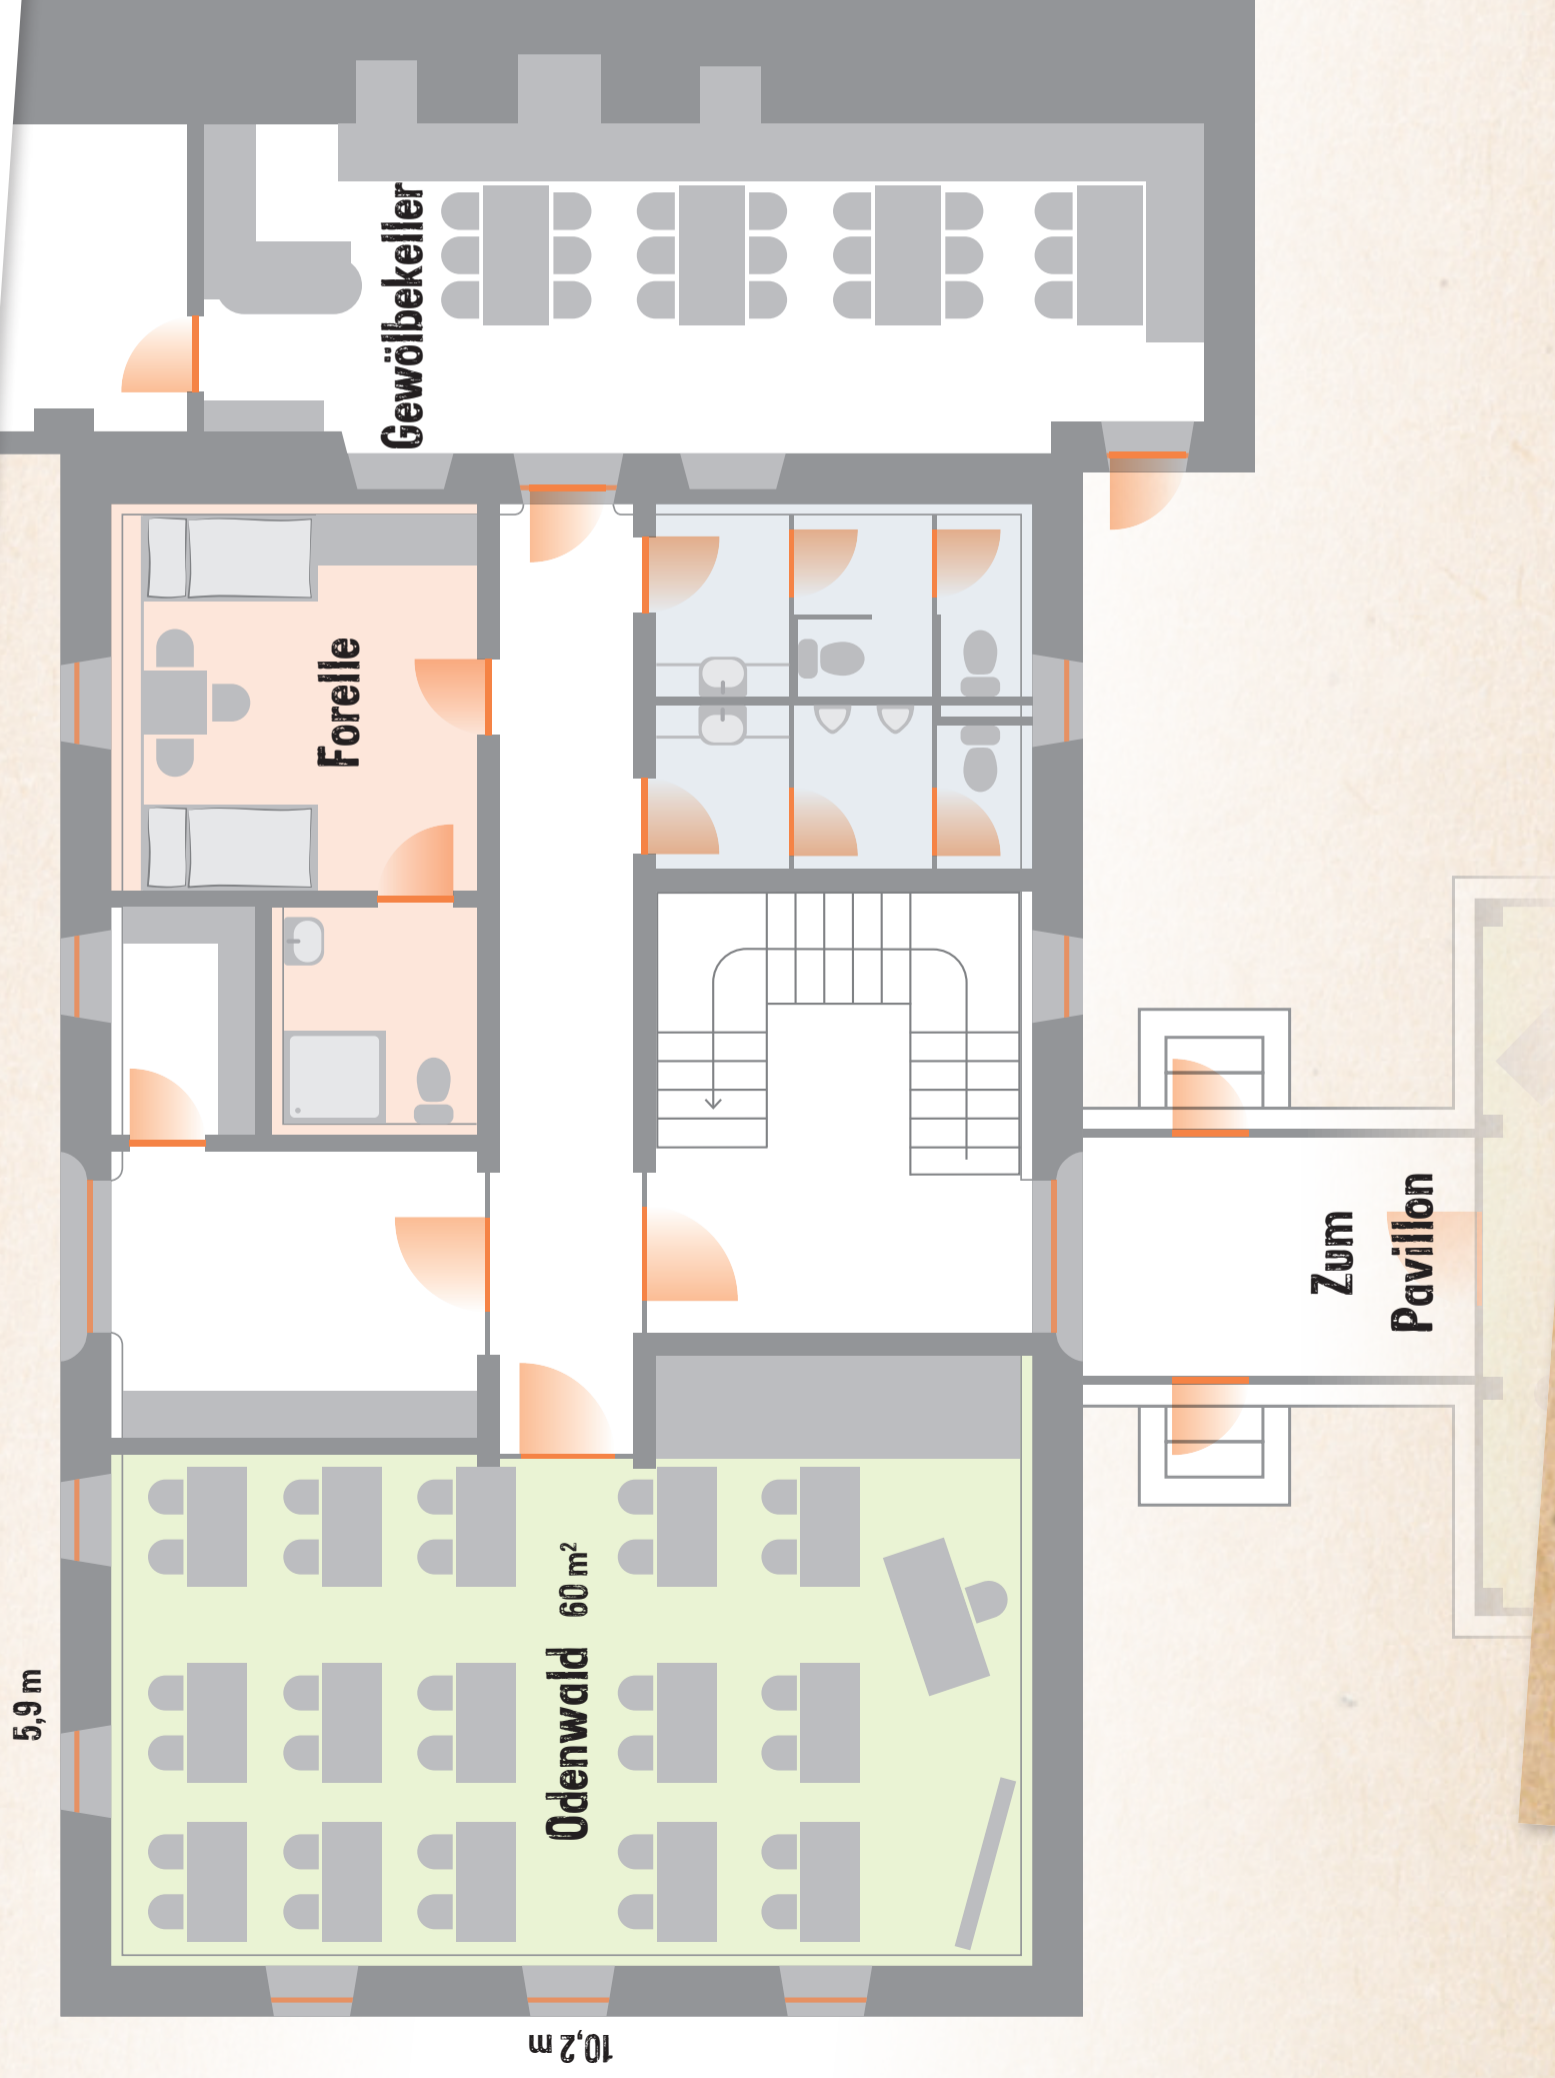 Gewölbekeller
Forelle
Zum
Pavillon
Odenwald 60 m²
5,9 m
10,2 m